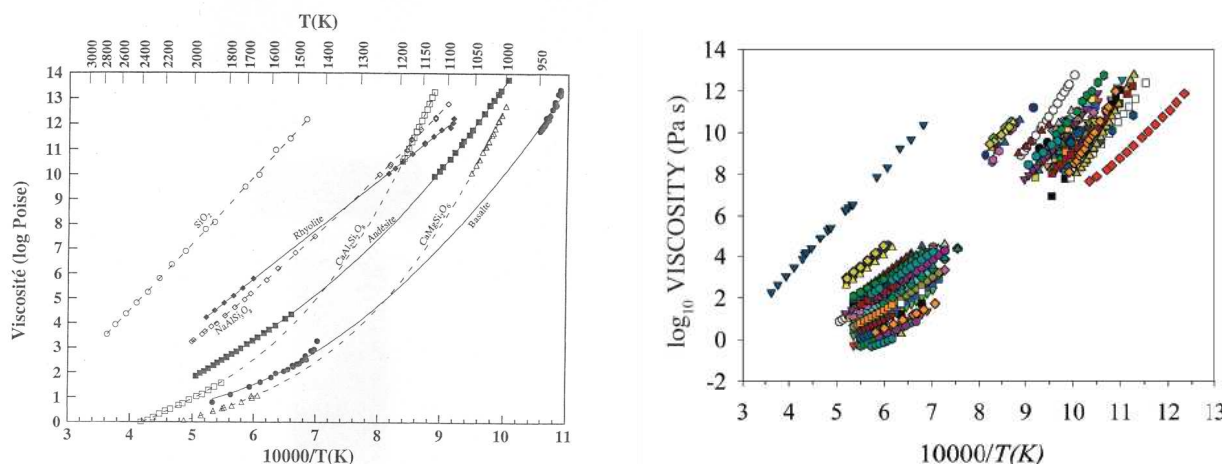 T(K)
3000 2800 2600 2400 2200 2000 1800 1700 1600 1500 1400 1300 1200 1150 1100 1050 1000 950
14
13
12
11
10
9
8
7
6
5
4
3
2
1
0
3 4 5 6 7 8 9 10 11
Viscosité (log Poise)
10000/T(K)
SiO2
Rhyolite
NaAlSi3O8
CaAl2Si2O8
Andésite
CaMgSi2O6
Basalte
14
12
10
8
6
4
2
0
-2
3 4 5 6 7 8 9 10 11 12 13
log10 VISCOSITY (Pa s)
10000/T(K)